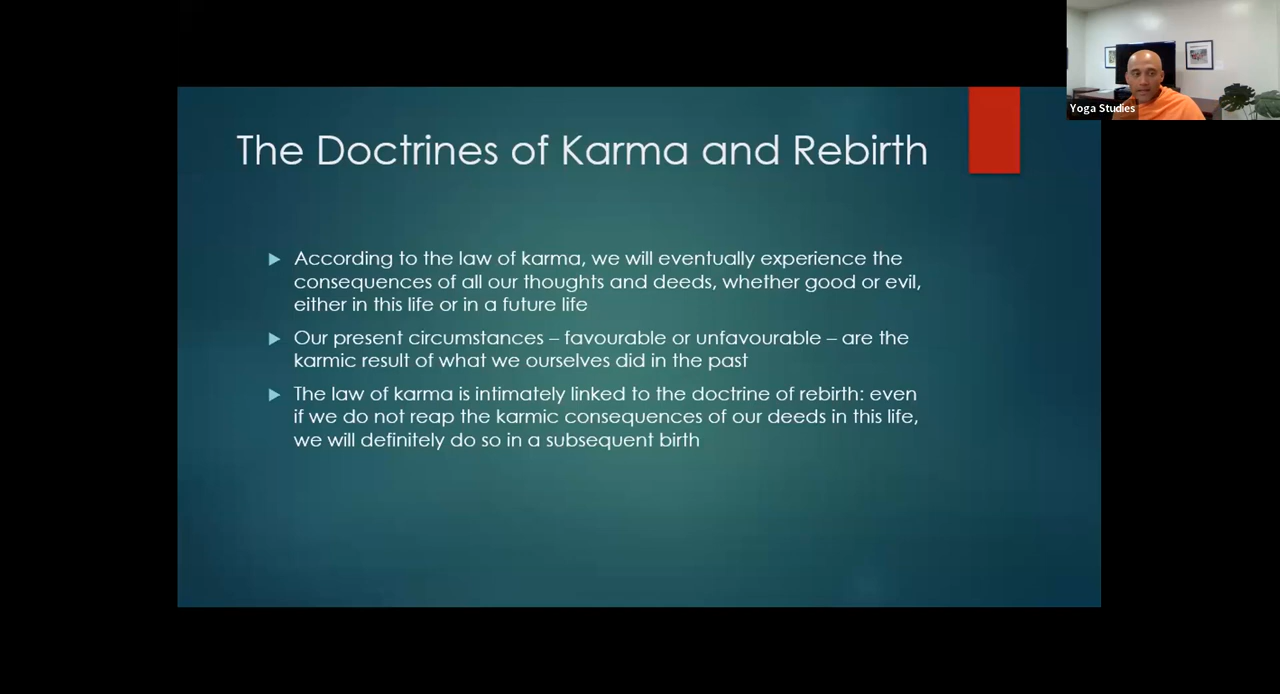 Yoga Studies
The Doctrines of Karma and Rebirth
According to the law of karma, we will eventually experience the
consequences of all our thoughts and deeds, whether good or evil,
either in this life or in a future life
Our present circumstances – favourable or unfavourable – are the
karmic result of what we ourselves did in the past
The law of karma is intimately linked to the doctrine of rebirth: even
if we do not reap the karmic consequences of our deeds in this life,
we will definitely do so in a subsequent birth